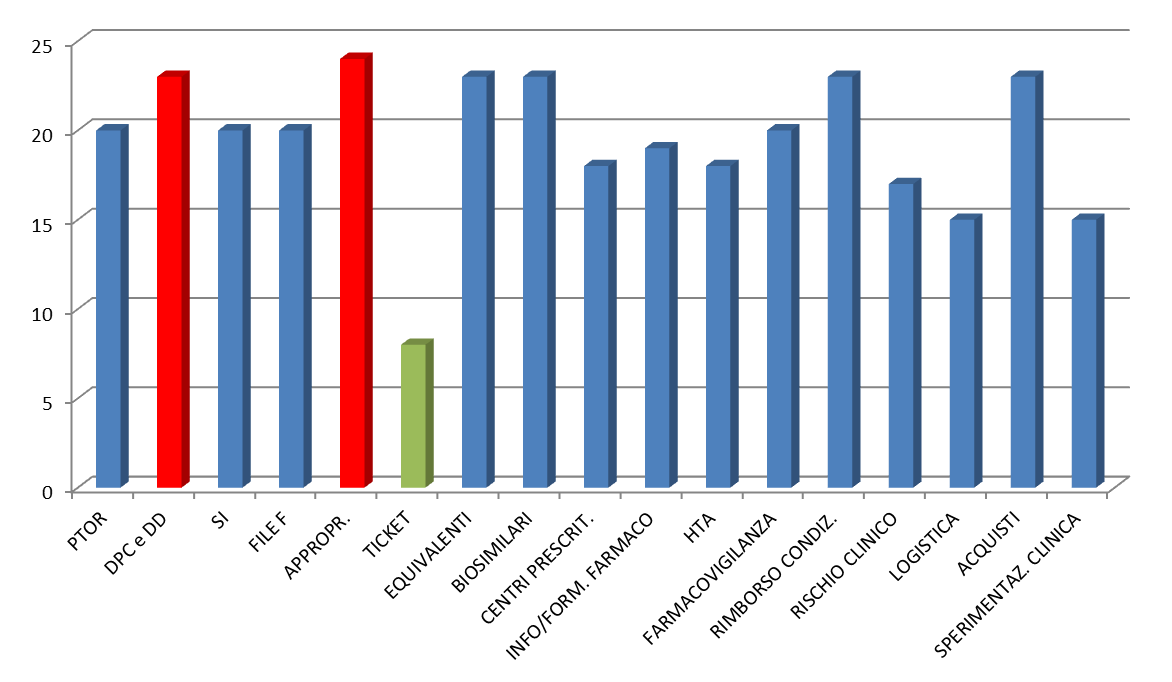 25
20
15
10
5
0
PTOR
DPC e DD
SI
FILE F
APPROPR.
TICKET
EQUIVALENTI
BIOSIMILARI
CENTRI PRESCRIT.
INFO/FORM. FARMACO
HTA
FARMACOVIGILANZA
RIMBORSO CONDIZ.
RISCHIO CLINICO
LOGISTICA
ACQUISTI
SPERIMENTAZ. CLINICA